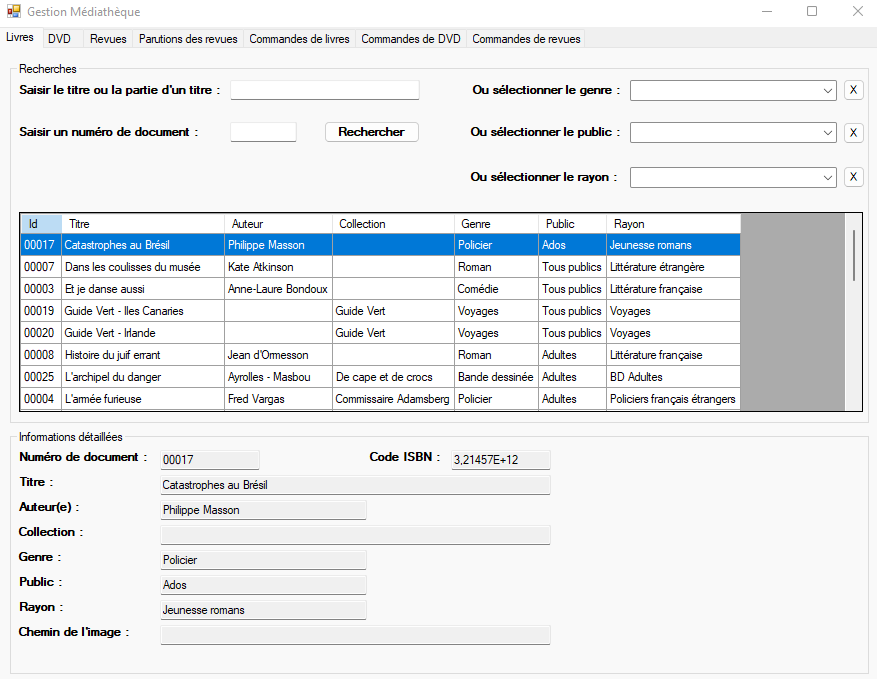 Gestion Médiathèque
Livres DVD Revues Parutions des revues Commandes de livres Commandes de DVD Commandes de revues
Recherches
Saisir le titre ou la partie d'un titre : Ou sélectionner le genre : X
Saisir un numéro de document : Rechercher Ou sélectionner le public : X
Ou sélectionner le rayon : X
Id Titre Auteur Collection Genre Public Rayon
00017 Catastrophes au Brésil Philippe Masson Policier Ados Jeunesse romans
00007 Dans les coulisses du musée Kate Atkinson Roman Tous publics Littérature étrangère
00003 Et je danse aussi Anne-Laure Bondoux Comédie Tous publics Littérature française
00019 Guide Vert - Iles Canaries Guide Vert Voyages Tous publics Voyages
00020 Guide Vert - Irlande Guide Vert Voyages Tous publics Voyages
00008 Histoire du juif errant Jean d'Ormesson Roman Adultes Littérature française
00025 L'archipel du danger Ayrolles - Masbou De cape et de crocs Bande dessinée Adultes BD Adultes
00004 L'armée furieuse Fred Vargas Commissaire Adamsberg Policier Adultes Policiers français étrangers
Informations détaillées
Numéro de document : 00017 Code ISBN : 3,21457E+12
Titre : Catastrophes au Brésil
Auteur(e) : Philippe Masson
Collection :
Genre : Policier
Public : Ados
Rayon : Jeunesse romans
Chemin de l'image :